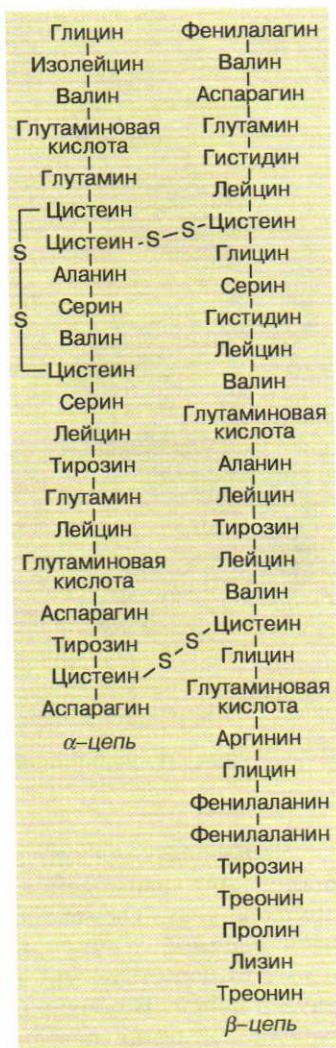 Глицин
Изолейцин
Валин
Глутаминовая
кислота
Глутамин
Цистеин
Цистеин
Аланин
Серин
Валин
Цистеин
Серин
Лейцин
Тирозин
Глутамин
Лейцин
Глутаминовая
кислота
Аспарагин
Тирозин
Цистеин
Аспарагин
α–цепь
S
S
S S
S S
Фенилалагин
Валин
Аспарагин
Глутамин
Гистидин
Лейцин
Цистеин
Глицин
Серин
Гистидин
Лейцин
Валин
Глутаминовая
кислота
Аланин
Лейцин
Тирозин
Лейцин
Валин
Цистеин
Глицин
Глутаминовая
кислота
Аргинин
Глицин
Фенилаланин
Фенилаланин
Тирозин
Треонин
Пролин
Лизин
Треонин
β–цепь